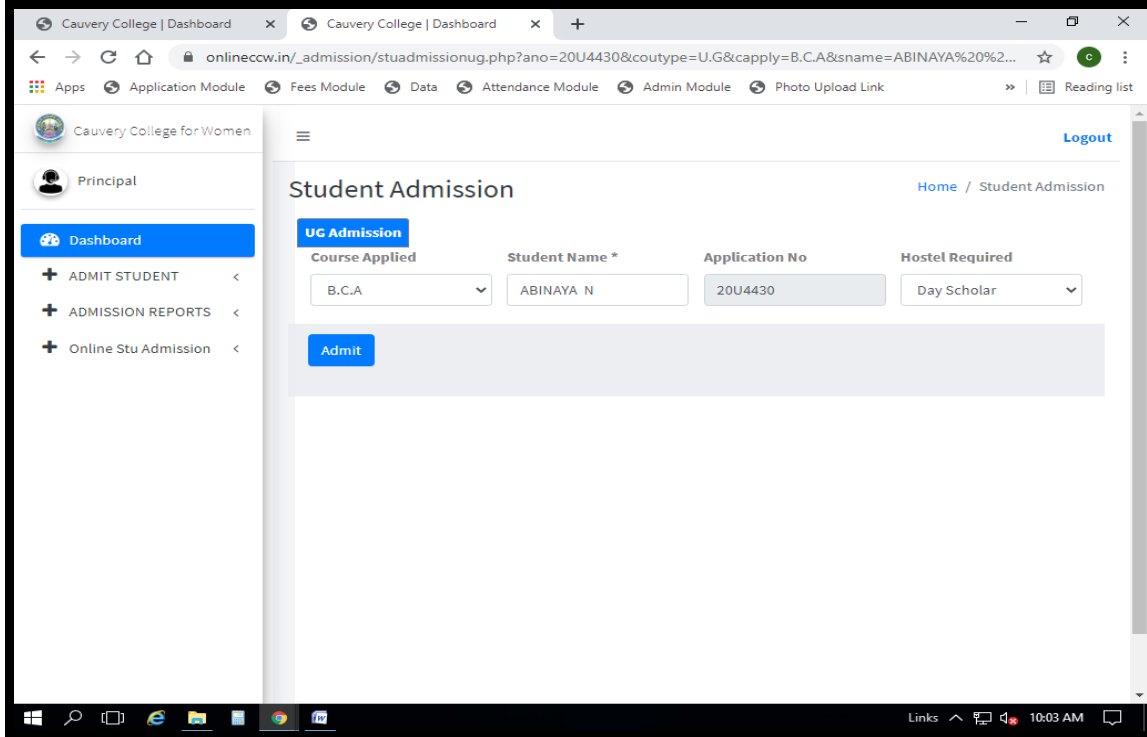 Cauvery College | Dashboard × Cauvery College | Dashboard × +
onlineccw.in/_admission/stuadmissionug.php?ano=20U4430&coutype=U.G&capply=B.C.A&sname=ABINAYA%20%2... C
Apps Application Module Fees Module Data Attendance Module Admin Module Photo Upload Link » Reading list
Cauvery College for Women
Logout
Principal
Student Admission
Home / Student Admission
Dashboard
ADMIT STUDENT
ADMISSION REPORTS
Online Stu Admission
UG Admission
Course Applied Student Name * Application No Hostel Required
B.C.A ABINAYA N 20U4430 Day Scholar
Admit
Links 10:03 AM